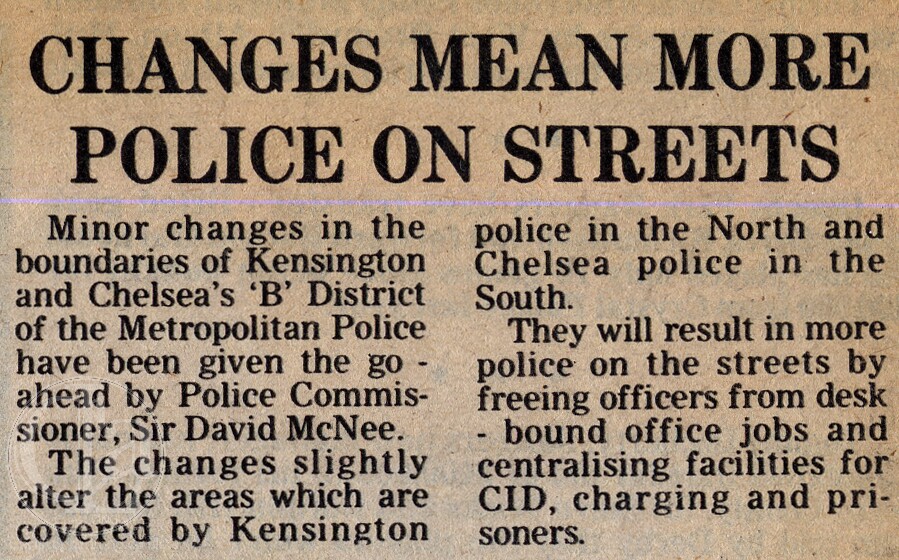 CHANGES MEAN MORE
POLICE ON STREETS
Minor changes in the
boundaries of Kensington
and Chelsea's 'B' District
of the Metropolitan Police
have been given the go -
ahead by Police Commis-
sioner, Sir David McNee.
The changes slightly
alter the areas which are
covered by Kensington
police in the North and
Chelsea police in the
South.
They will result in more
police on the streets by
freeing officers from desk
- bound office jobs and
centralising facilities for
CID, charging and pri-
soners.